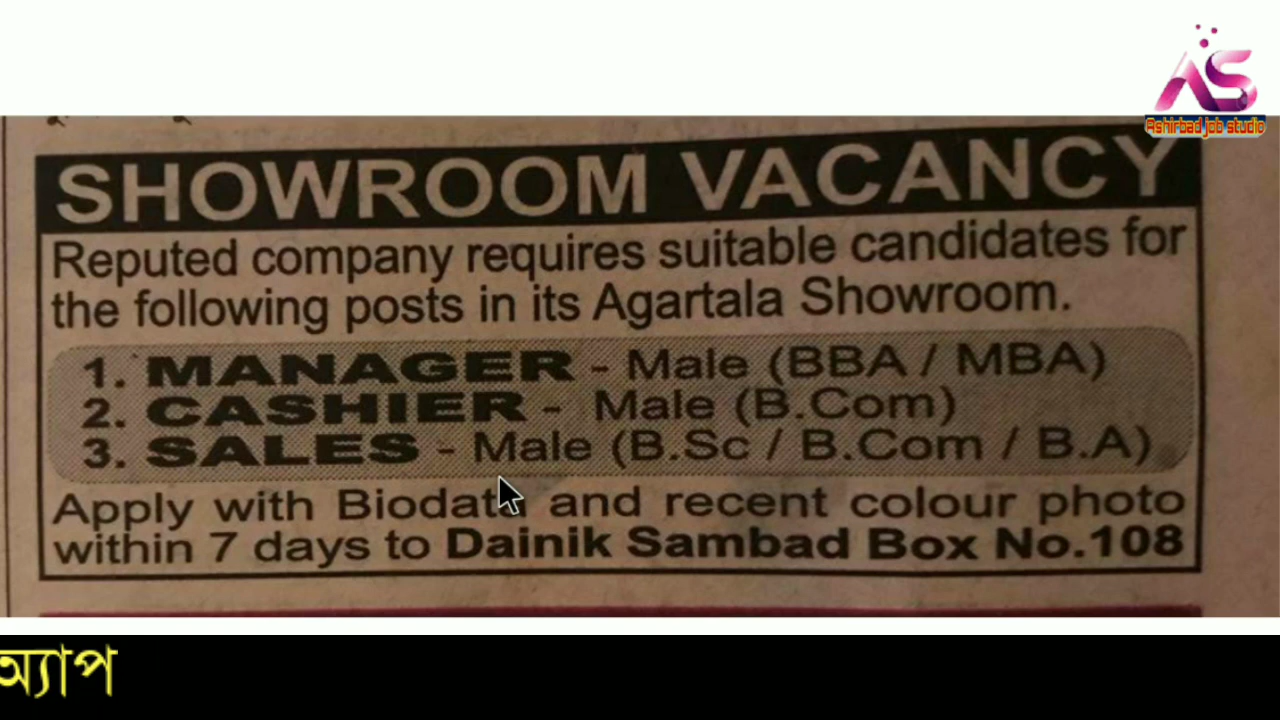 AS
Ashirbad job studio
SHOWROOM VACANCY
Reputed company requires suitable candidates for
the following posts in its Agartala Showroom.
1. MANAGER - Male (BBA / MBA)
2. CASHIER - Male (B.Com)
3. SALES - Male (B.Sc / B.Com / B.A)
Apply with Biodata and recent colour photo
within 7 days to Dainik Sambad Box No.108
অ্যাপ